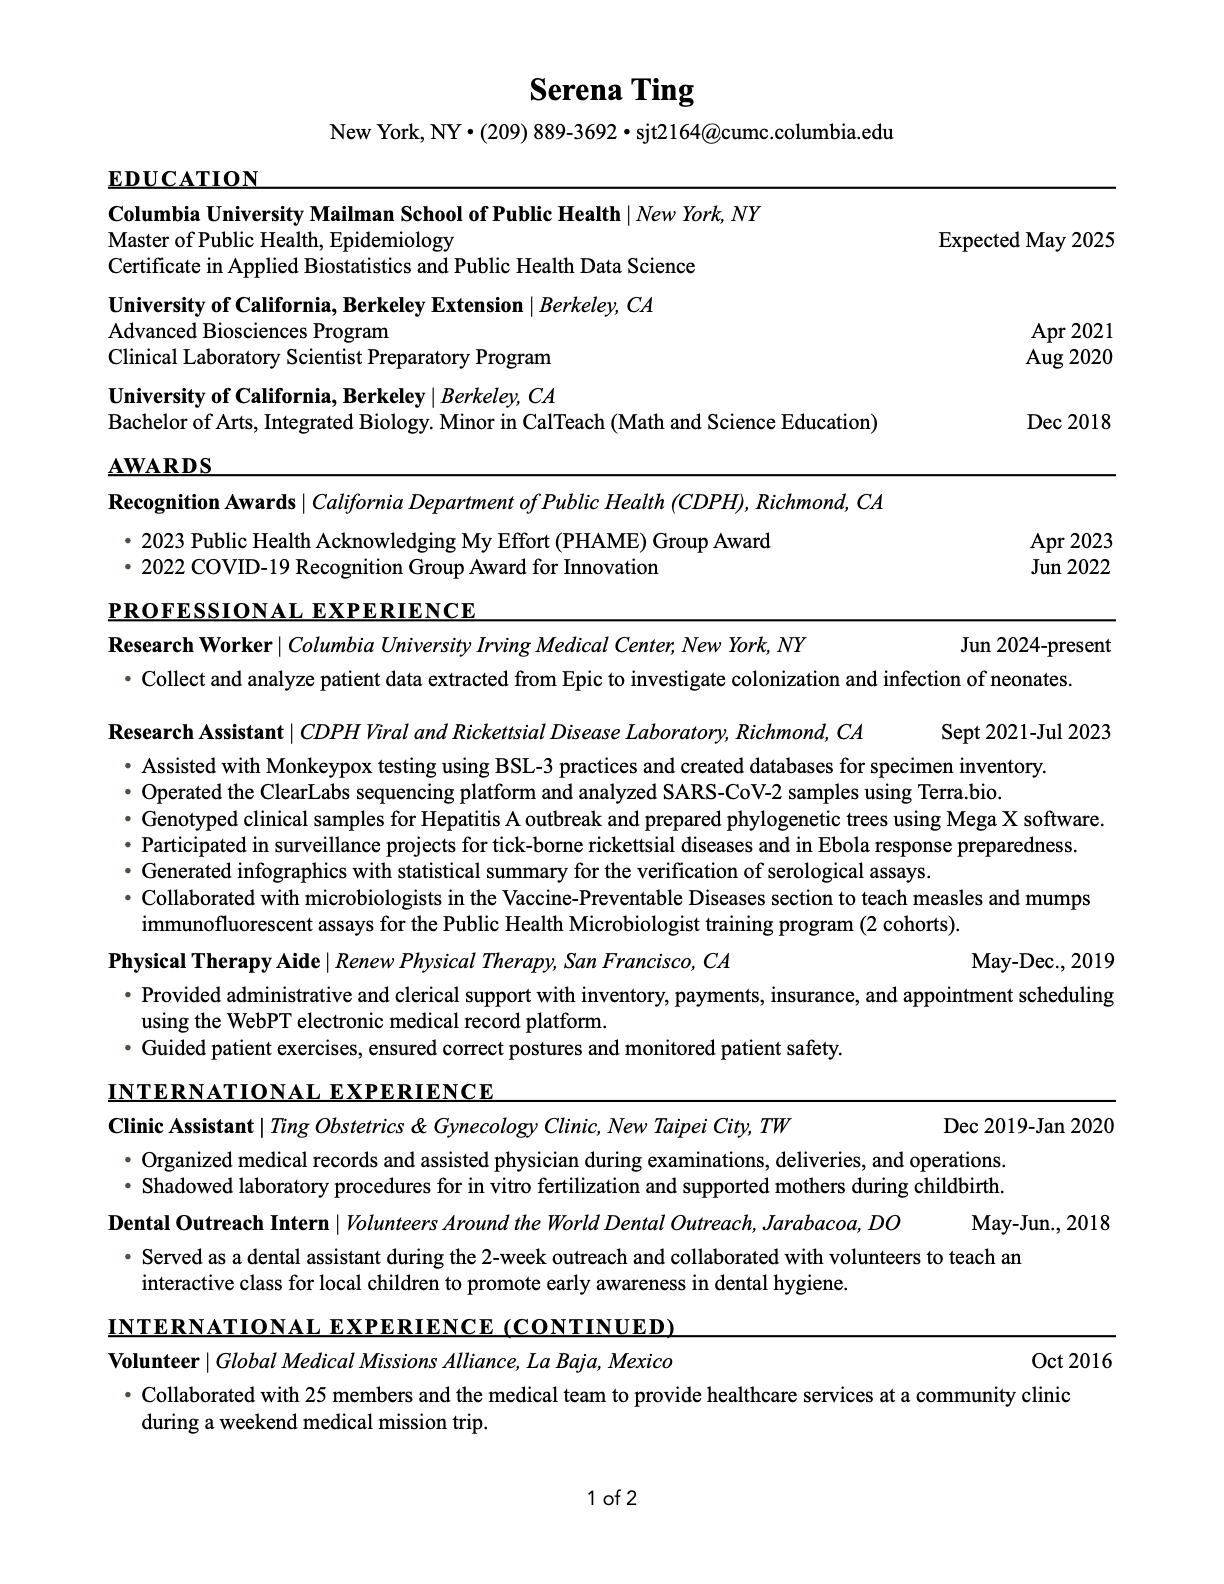 Serena Ting
New York, NY • (209) 889-3692 • sjt2164@cumc.columbia.edu
EDUCATION
Columbia University Mailman School of Public Health | New York, NY
Master of Public Health, Epidemiology Expected May 2025
Certificate in Applied Biostatistics and Public Health Data Science
University of California, Berkeley Extension | Berkeley, CA
Advanced Biosciences Program Apr 2021
Clinical Laboratory Scientist Preparatory Program Aug 2020
University of California, Berkeley | Berkeley, CA
Bachelor of Arts, Integrated Biology. Minor in CalTeach (Math and Science Education) Dec 2018
AWARDS
Recognition Awards | California Department of Public Health (CDPH), Richmond, CA
• 2023 Public Health Acknowledging My Effort (PHAME) Group Award Apr 2023
• 2022 COVID-19 Recognition Group Award for Innovation Jun 2022
PROFESSIONAL EXPERIENCE
Research Worker | Columbia University Irving Medical Center, New York, NY Jun 2024-present
• Collect and analyze patient data extracted from Epic to investigate colonization and infection of neonates.
Research Assistant | CDPH Viral and Rickettsial Disease Laboratory, Richmond, CA Sept 2021-Jul 2023
• Assisted with Monkeypox testing using BSL-3 practices and created databases for specimen inventory.
• Operated the ClearLabs sequencing platform and analyzed SARS-CoV-2 samples using Terra.bio.
• Genotyped clinical samples for Hepatitis A outbreak and prepared phylogenetic trees using Mega X software.
• Participated in surveillance projects for tick-borne rickettsial diseases and in Ebola response preparedness.
• Generated infographics with statistical summary for the verification of serological assays.
• Collaborated with microbiologists in the Vaccine-Preventable Diseases section to teach measles and mumps
immunofluorescent assays for the Public Health Microbiologist training program (2 cohorts).
Physical Therapy Aide | Renew Physical Therapy, San Francisco, CA May-Dec., 2019
• Provided administrative and clerical support with inventory, payments, insurance, and appointment scheduling
using the WebPT electronic medical record platform.
• Guided patient exercises, ensured correct postures and monitored patient safety.
INTERNATIONAL EXPERIENCE
Clinic Assistant | Ting Obstetrics & Gynecology Clinic, New Taipei City, TW Dec 2019-Jan 2020
• Organized medical records and assisted physician during examinations, deliveries, and operations.
• Shadowed laboratory procedures for in vitro fertilization and supported mothers during childbirth.
Dental Outreach Intern | Volunteers Around the World Dental Outreach, Jarabacoa, DO May-Jun., 2018
• Served as a dental assistant during the 2-week outreach and collaborated with volunteers to teach an
interactive class for local children to promote early awareness in dental hygiene.
INTERNATIONAL EXPERIENCE (CONTINUED)
Volunteer | Global Medical Missions Alliance, La Baja, Mexico Oct 2016
• Collaborated with 25 members and the medical team to provide healthcare services at a community clinic
during a weekend medical mission trip.
1 of 2